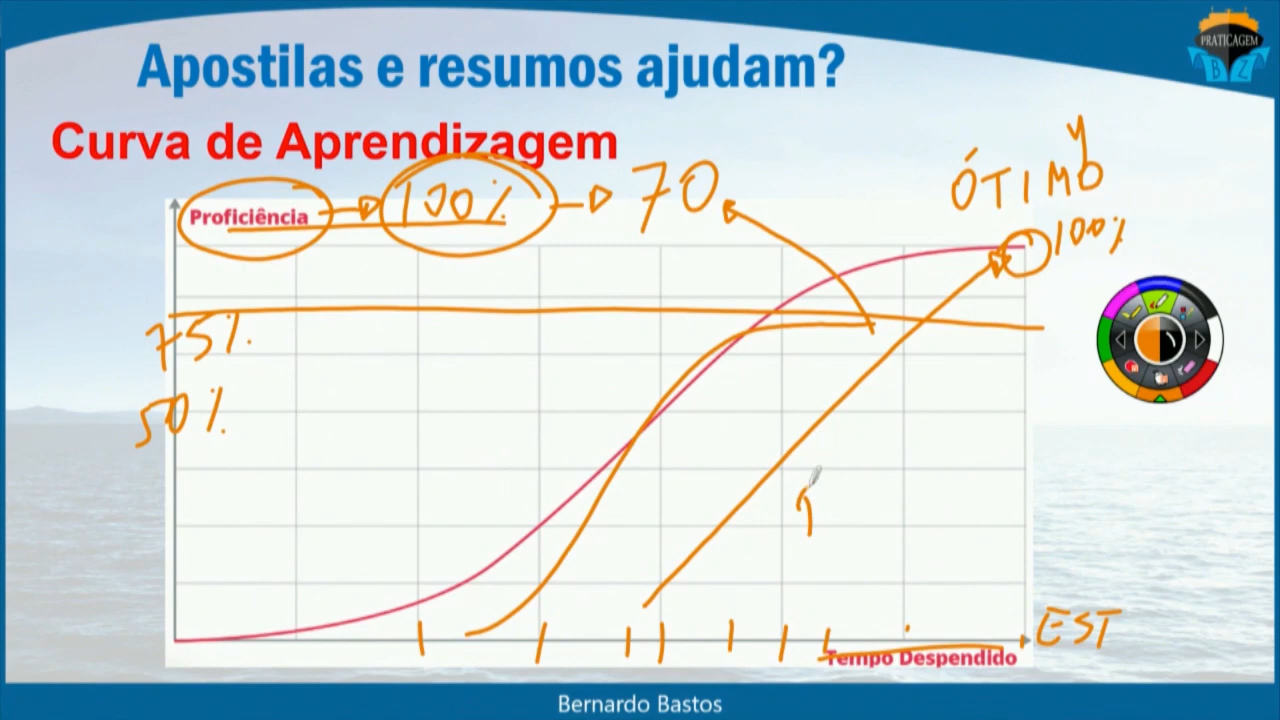 Apostilas e resumos ajudam?
PRATICAGEM
B Z
Curva de Aprendizagem
Proficiência
100%
70
ÓTIMO
100%
75%
50%
EST
Tempo Despendido
Bernardo Bastos